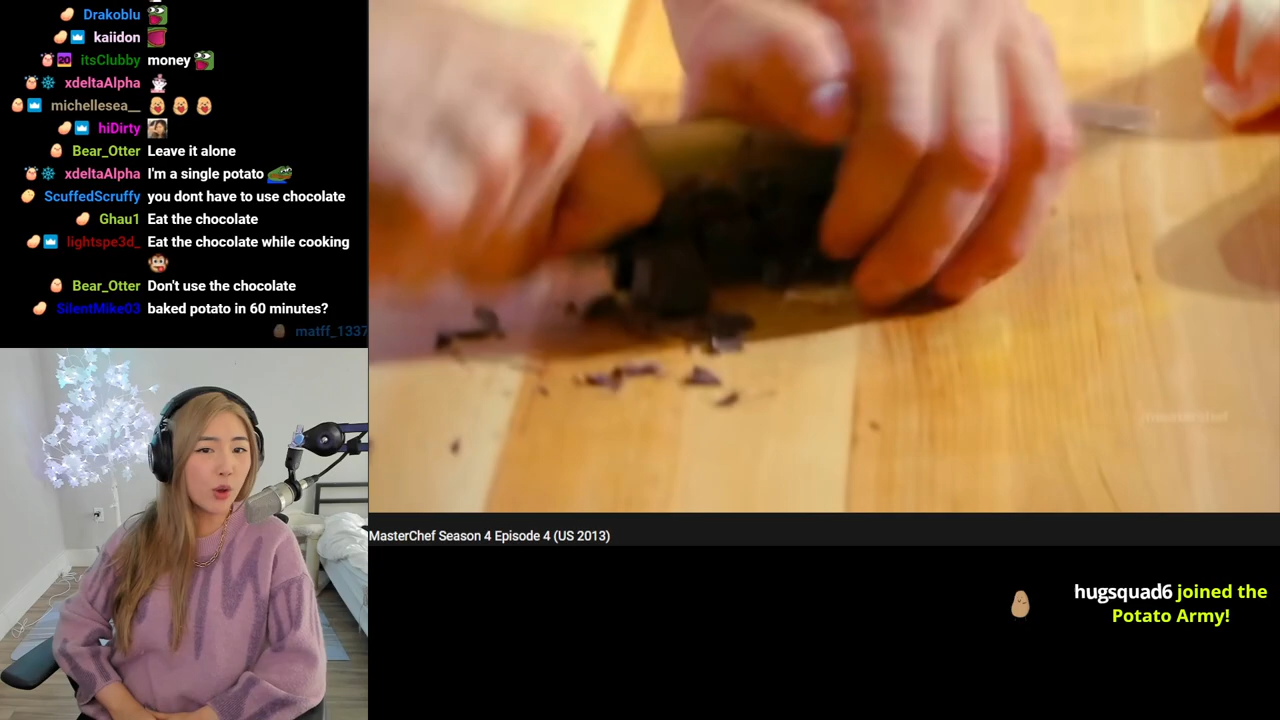 Drakoblu
kaiidon
20 itsClubby money
xdeltaAlpha
michellesea__
hiDirty
Bear_Otter Leave it alone
xdeltaAlpha I'm a single potato
ScuffedScruffy you dont have to use chocolate
Ghau1 Eat the chocolate
lightspe3d_ Eat the chocolate while cooking
Bear_Otter Don't use the chocolate
SilentMike03 baked potato in 60 minutes?
matff_1337
MasterChef Season 4 Episode 4 (US 2013)
hugsquad6 joined the
Potato Army!